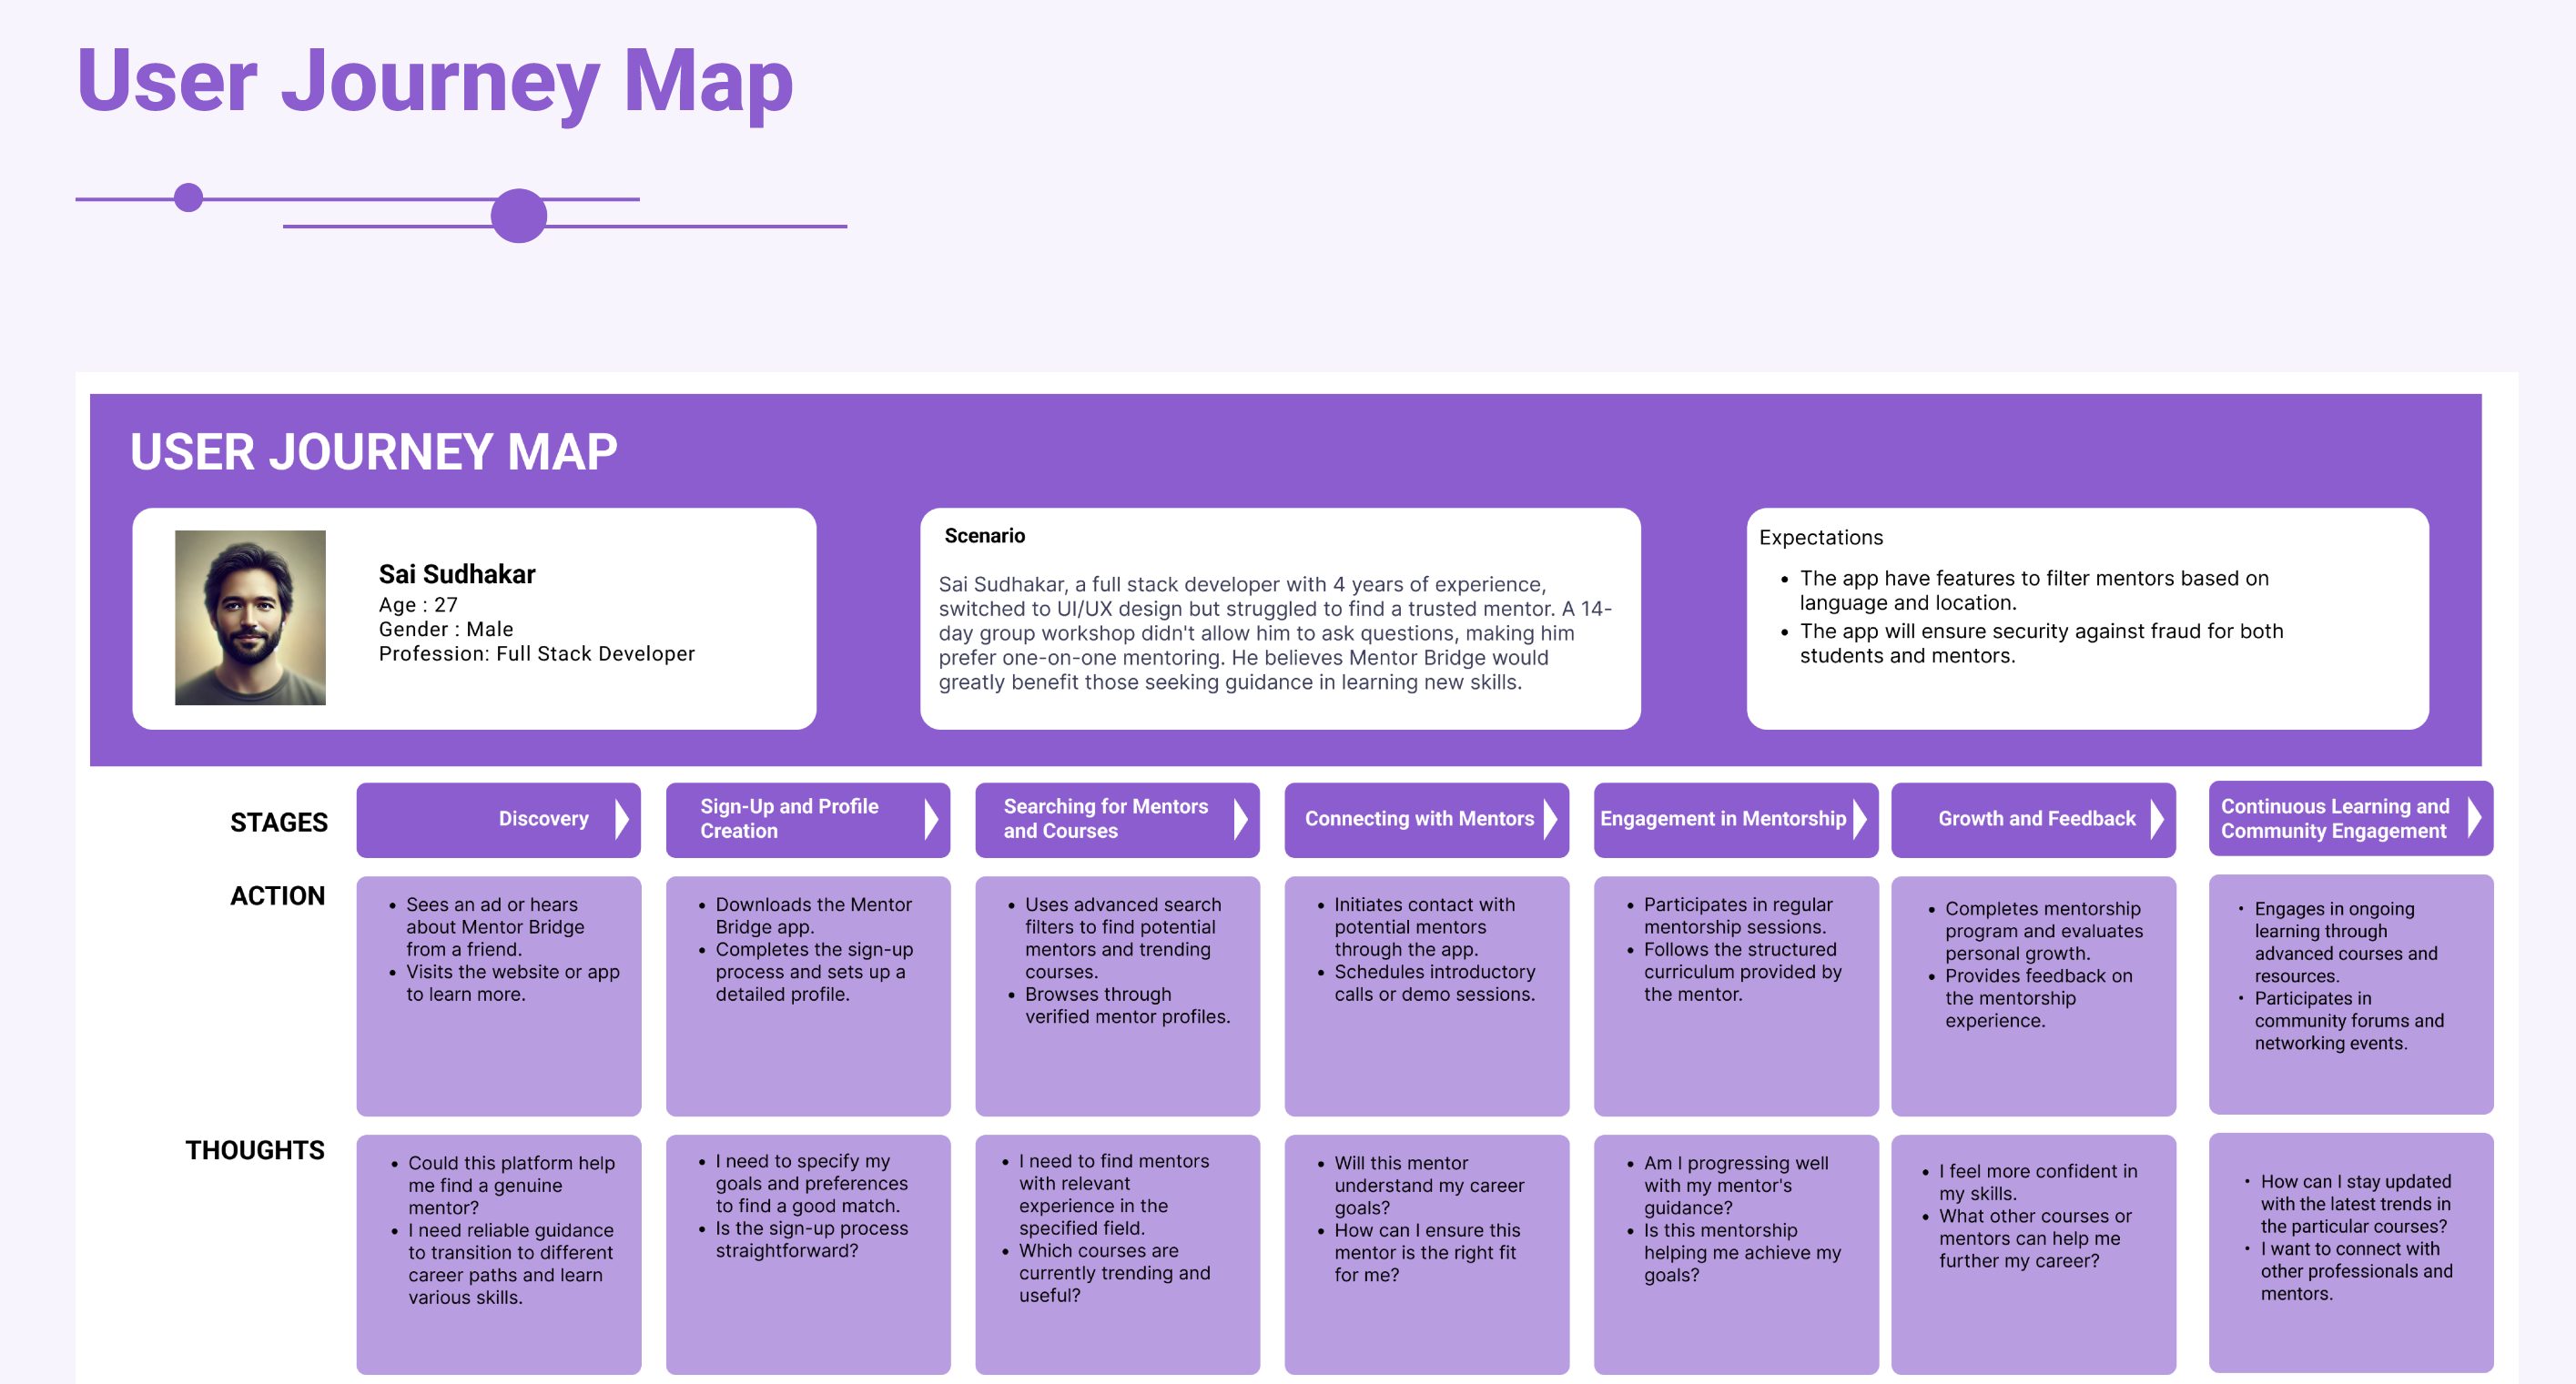 User Journey Map
USER JOURNEY MAP
Sai Sudhakar
Age : 27
Gender : Male
Profession: Full Stack Developer
Scenario
Sai Sudhakar, a full stack developer with 4 years of experience,
switched to UI/UX design but struggled to find a trusted mentor. A 14-
day group workshop didn't allow him to ask questions, making him
prefer one-on-one mentoring. He believes Mentor Bridge would
greatly benefit those seeking guidance in learning new skills.
Expectations
• The app have features to filter mentors based on
language and location.
• The app will ensure security against fraud for both
students and mentors.
STAGES
Discovery
Sign-Up and Profile
Creation
Searching for Mentors
and Courses
Connecting with Mentors
Engagement in Mentorship
Growth and Feedback
Continuous Learning and
Community Engagement
ACTION
• Sees an ad or hears
about Mentor Bridge
from a friend.
• Visits the website or app
to learn more.
• Downloads the Mentor
Bridge app.
• Completes the sign-up
process and sets up a
detailed profile.
• Uses advanced search
filters to find potential
mentors and trending
courses.
• Browses through
verified mentor profiles.
• Initiates contact with
potential mentors
through the app.
• Schedules introductory
calls or demo sessions.
• Participates in regular
mentorship sessions.
• Follows the structured
curriculum provided by
the mentor.
• Completes mentorship
program and evaluates
personal growth.
• Provides feedback on
the mentorship
experience.
• Engages in ongoing
learning through
advanced courses and
resources.
• Participates in
community forums and
networking events.
THOUGHTS
• Could this platform help
me find a genuine
mentor?
• I need reliable guidance
to transition to different
career paths and learn
various skills.
• I need to specify my
goals and preferences
to find a good match.
• Is the sign-up process
straightforward?
• I need to find mentors
with relevant
experience in the
specified field.
• Which courses are
currently trending and
useful?
• Will this mentor
understand my career
goals?
• How can I ensure this
mentor is the right fit
for me?
• Am I progressing well
with my mentor's
guidance?
• Is this mentorship
helping me achieve my
goals?
• I feel more confident in
my skills.
• What other courses or
mentors can help me
further my career?
• How can I stay updated
with the latest trends in
the particular courses?
• I want to connect with
other professionals and
mentors.